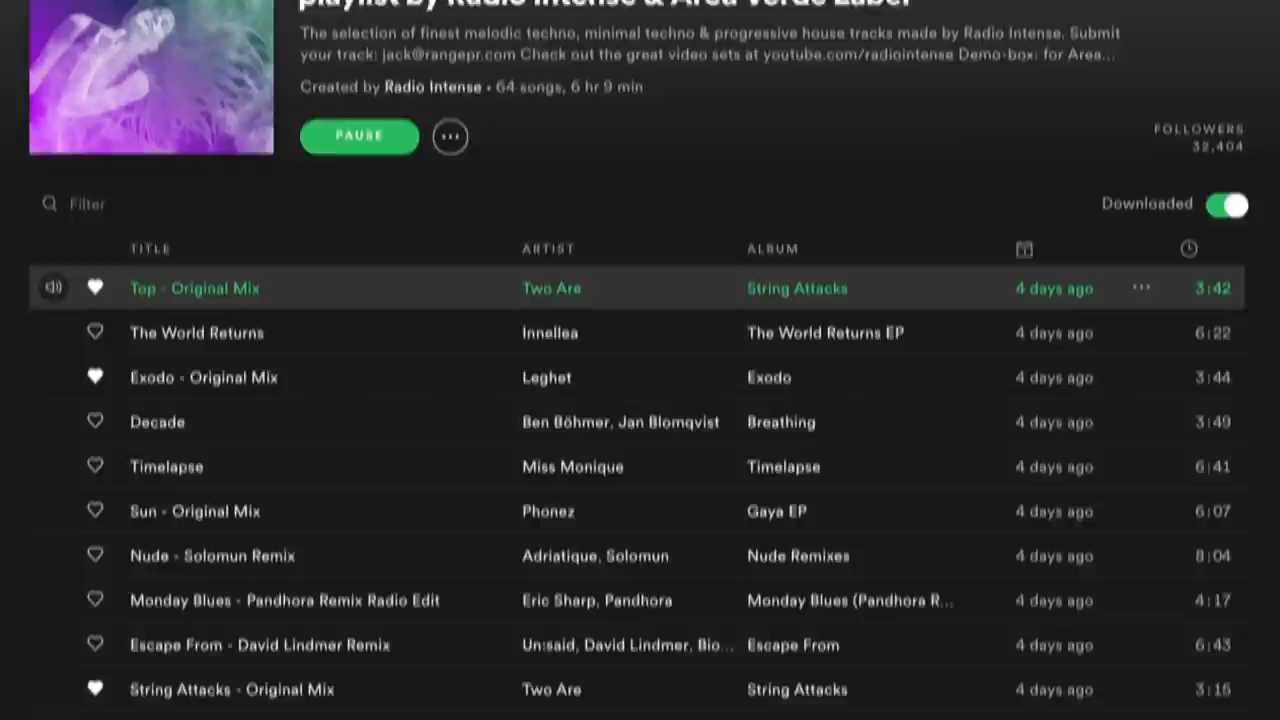 playlist by Radio Intense & Area Verde Label
The selection of finest melodic techno, minimal techno & progressive house tracks made by Radio Intense. Submit
your track: jack@rangepr.com Check out the great video sets at youtube.com/radiointense Demo-box: for Area...
Created by Radio Intense • 64 songs, 6 hr 9 min
PAUSE
FOLLOWERS
32,404
Filter
Downloaded
TITLE ARTIST ALBUM
Top - Original Mix Two Are String Attacks 4 days ago 3:42
The World Returns Innellea The World Returns EP 4 days ago 6:22
Exodo - Original Mix Leghet Exodo 4 days ago 3:44
Decade Ben Böhmer, Jan Blomqvist Breathing 4 days ago 3:49
Timelapse Miss Monique Timelapse 4 days ago 6:41
Sun - Original Mix Phonez Gaya EP 4 days ago 6:07
Nude - Solomun Remix Adriatique, Solomun Nude Remixes 4 days ago 8:04
Monday Blues - Pandhora Remix Radio Edit Eric Sharp, Pandhora Monday Blues (Pandhora R... 4 days ago 4:17
Escape From - David Lindmer Remix Un:said, David Lindmer, Bio... Escape From 4 days ago 6:43
String Attacks - Original Mix Two Are String Attacks 4 days ago 3:15